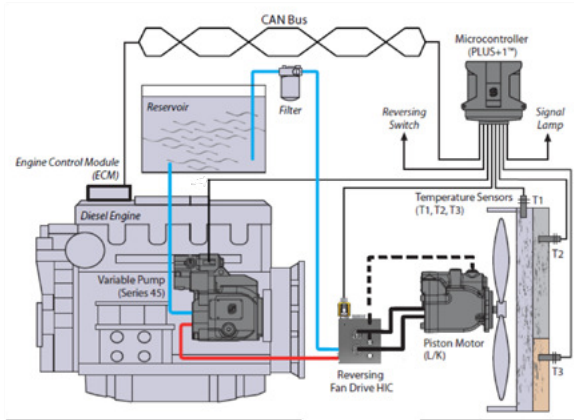 CAN Bus
Microcontroller
(PLUS+1™)
Reservoir
Filter
Reversing
Switch
Signal
Lamp
Engine Control Module
(ECM)
Diesel Engine
Temperature Sensors
(T1, T2, T3)
T1
T2
Variable Pump
(Series 45)
Piston Motor
(L/K)
T3
Reversing
Fan Drive HIC